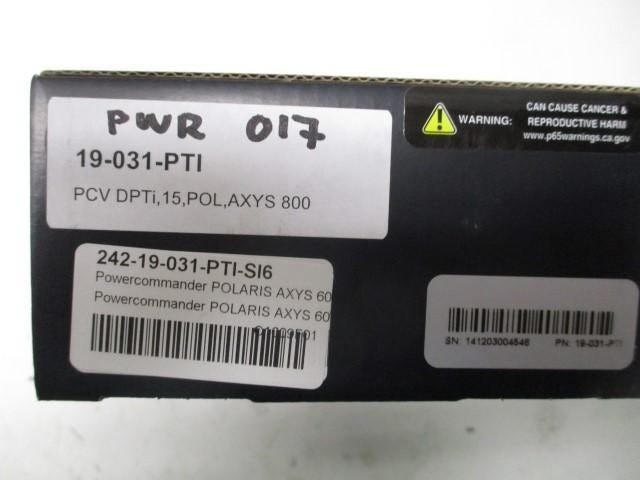 PWR 017
19-031-PTI
PCV DPTi,15,POL,AXYS 800
WARNING:
CAN CAUSE CANCER &
REPRODUCTIVE HARM
www.p65warnings.ca.gov
242-19-031-PTI-SI6
Powercommander POLARIS AXYS 60
Powercommander POLARIS AXYS 60
SN: 141203004546 PN: 19-031-PTI